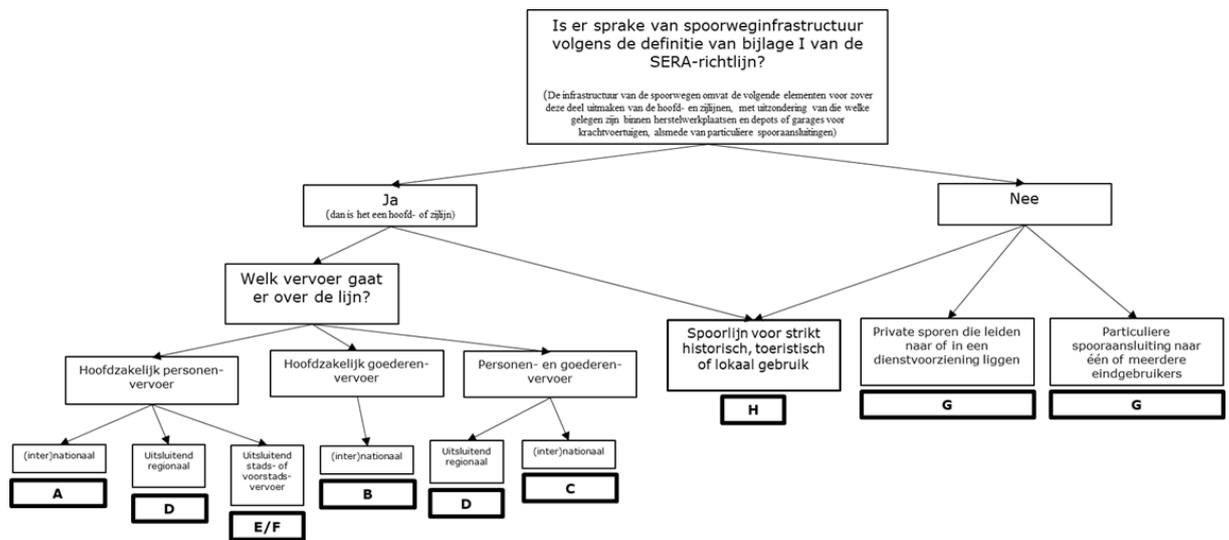 Is er sprake van spoorweginfrastructuur
volgens de definitie van bijlage I van de
SERA-richtlijn?
(De infrastructuur van de spoorwegen omvat de volgende elementen voor zover
deze deel uitmaken van de hoofd- en zijlijnen, met uitzondering van die welke
gelegen zijn binnen herstelwerkplaatsen en depots of garages voor
krachtvoertuigen, alsmede van particuliere spooraansluitingen)
Ja
(dan is het een hoofd- of zijlijn)
Nee
Welk vervoer gaat
er over de lijn?
Spoorlijn voor strikt
historisch, toeristisch
of lokaal gebruik
H
Private sporen die leiden
naar of in een
dienstvoorziening liggen
G
Particuliere
spooraansluiting naar
één of meerdere
eindgebruikers
G
Hoofdzakelijk personen-
vervoer
Hoofdzakelijk goederen-
vervoer
Personen- en goederen-
vervoer
(inter)nationaal
A
Uitsluitend
regionaal
D
Uitsluitend
stads- of
voorstads-
vervoer
E/F
(inter)nationaal
B
Uitsluitend
regionaal
D
(inter)nationaal
C